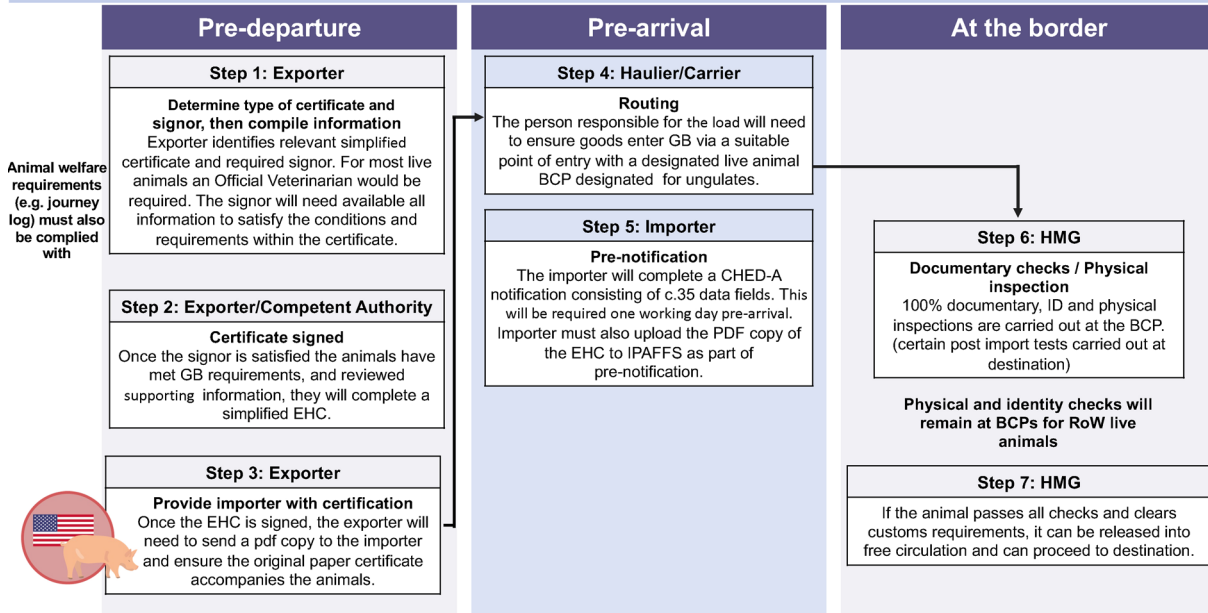 Pre-departure
Animal welfare
requirements
(e.g. journey
log) must also
be complied
with
Step 1: Exporter
Determine type of certificate and
signor, then compile information
Exporter identifies relevant simplified
certificate and required signor. For most live
animals an Official Veterinarian would be
required. The signor will need available all
information to satisfy the conditions and
requirements within the certificate.
Step 2: Exporter/Competent Authority
Certificate signed
Once the signor is satisfied the animals have
met GB requirements, and reviewed
supporting information, they will complete a
simplified EHC.
Step 3: Exporter
Provide importer with certification
Once the EHC is signed, the exporter will
need to send a pdf copy to the importer
and ensure the original paper certificate
accompanies the animals.
Pre-arrival
Step 4: Haulier/Carrier
Routing
The person responsible for the load will need
to ensure goods enter GB via a suitable
point of entry with a designated live animal
BCP designated for ungulates.
Step 5: Importer
Pre-notification
The importer will complete a CHED-A
notification consisting of c.35 data fields. This
will be required one working day pre-arrival.
Importer must also upload the PDF copy of
the EHC to IPAFFS as part of
pre-notification.
At the border
Step 6: HMG
Documentary checks / Physical
inspection
100% documentary, ID and physical
inspections are carried out at the BCP.
(certain post import tests carried out at
destination)
Physical and identity checks will
remain at BCPs for RoW live
animals
Step 7: HMG
If the animal passes all checks and clears
customs requirements, it can be released into
free circulation and can proceed to destination.